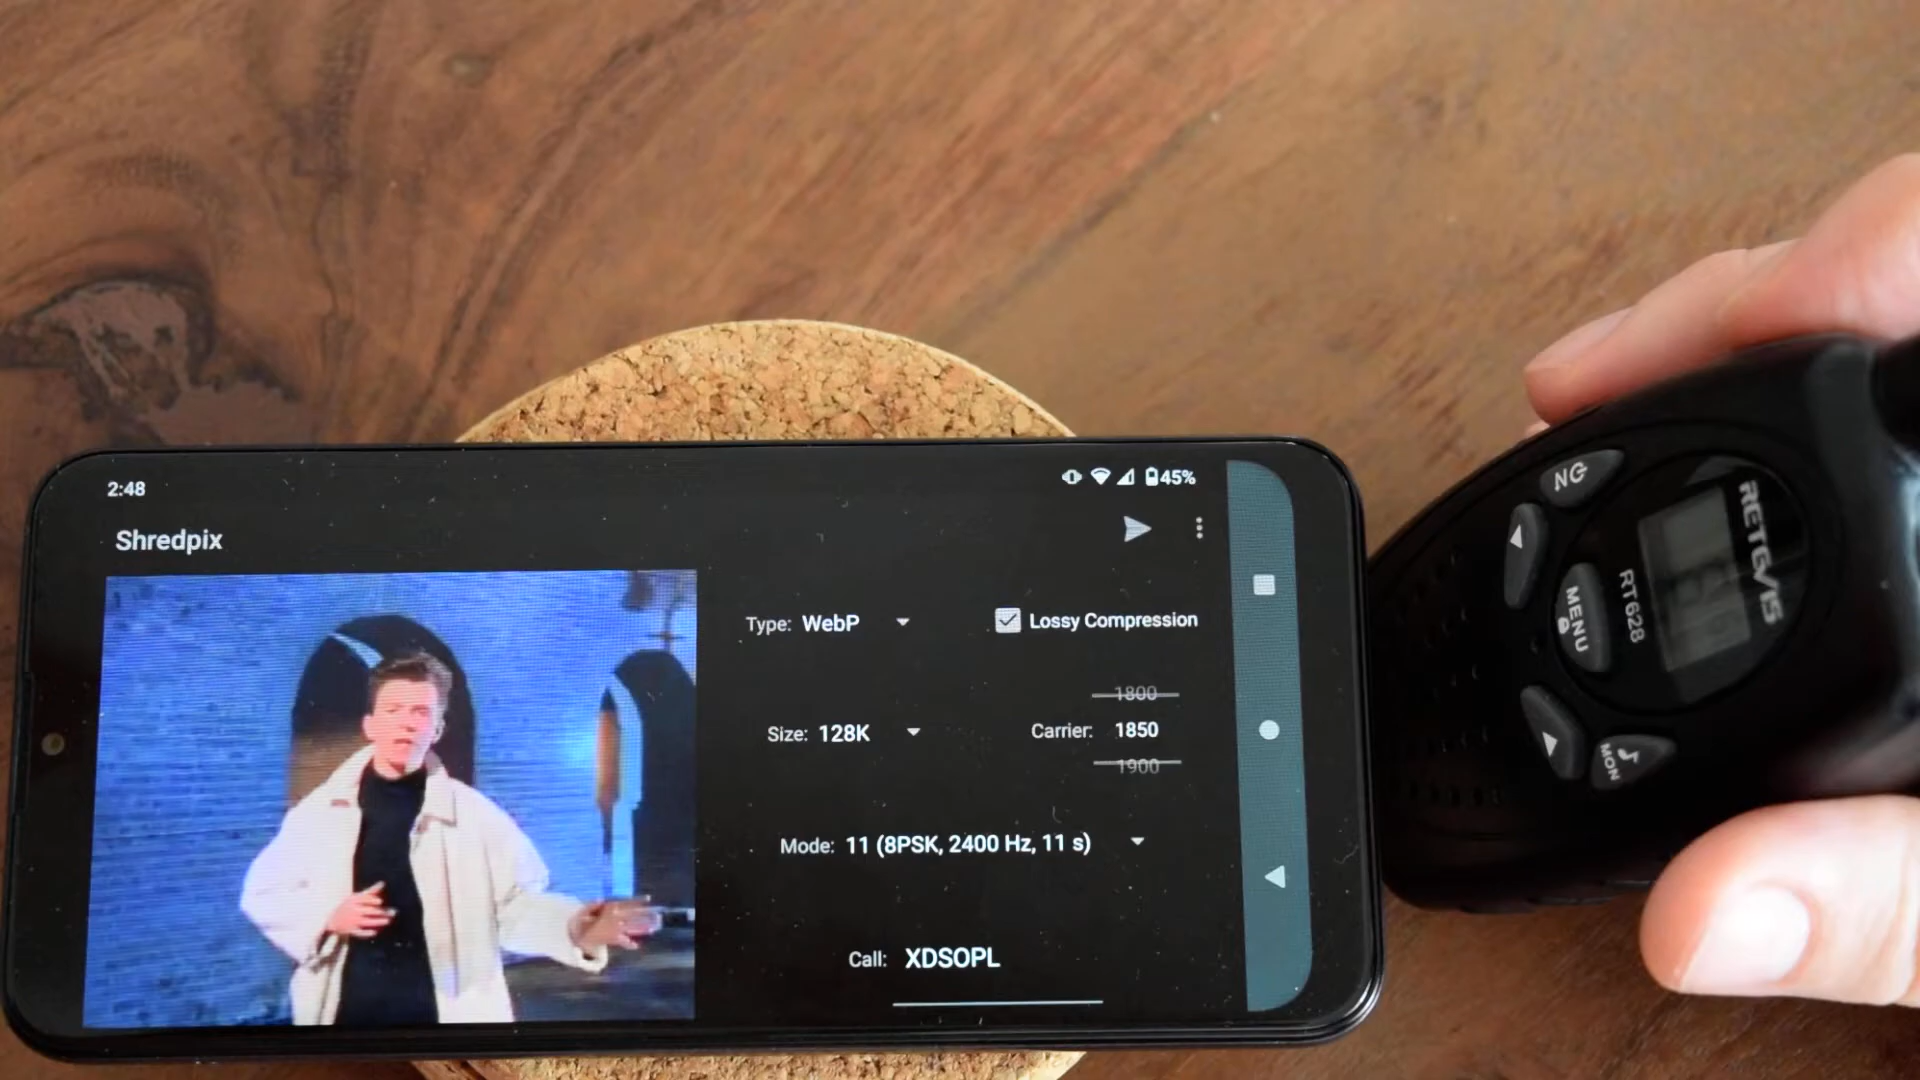 2:48
45%
Shredpix
Type: WebP
Lossy Compression
1800
Size: 128K
Carrier: 1850
1900
Mode: 11 (8PSK, 2400 Hz, 11 s)
Call: XDSOPL
RETEVIS
RT628
MENU
MON